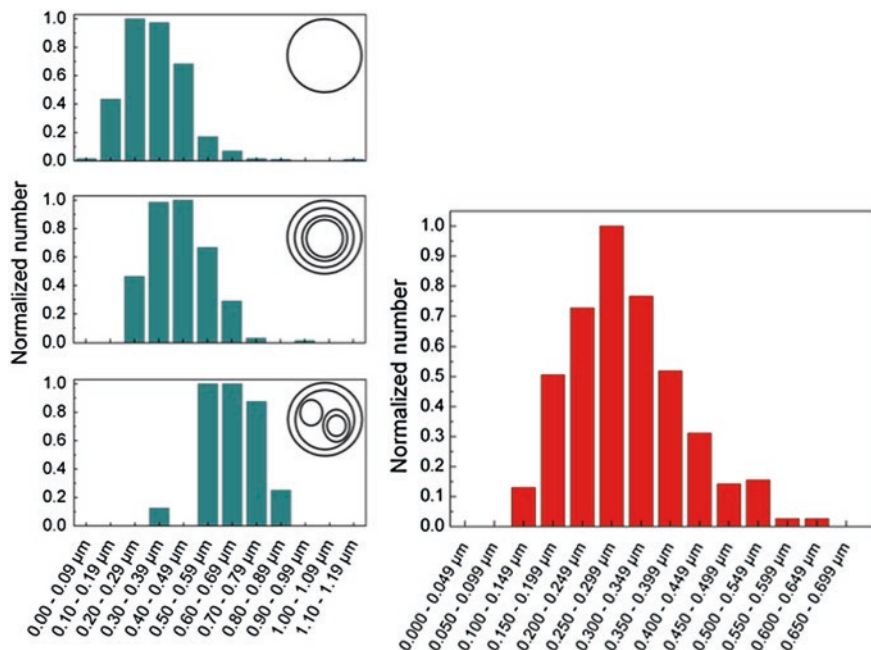 Normalized number
1.0
0.8
0.6
0.4
0.2
0.0
1.0
0.8
0.6
0.4
0.2
0.0
1.0
0.8
0.6
0.4
0.2
0.0
0.00 - 0.09 µm
0.10 - 0.19 µm
0.20 - 0.29 µm
0.30 - 0.39 µm
0.40 - 0.49 µm
0.50 - 0.59 µm
0.60 - 0.69 µm
0.70 - 0.79 µm
0.80 - 0.89 µm
0.90 - 0.99 µm
1.00 - 1.09 µm
1.10 - 1.19 µm
Normalized number
1.0
0.9
0.8
0.7
0.6
0.5
0.4
0.3
0.2
0.1
0.0
0.000 - 0.049 µm
0.050 - 0.099 µm
0.100 - 0.149 µm
0.150 - 0.199 µm
0.200 - 0.249 µm
0.250 - 0.299 µm
0.300 - 0.349 µm
0.350 - 0.399 µm
0.400 - 0.449 µm
0.450 - 0.499 µm
0.500 - 0.549 µm
0.550 - 0.599 µm
0.600 - 0.649 µm
0.650 - 0.699 µm